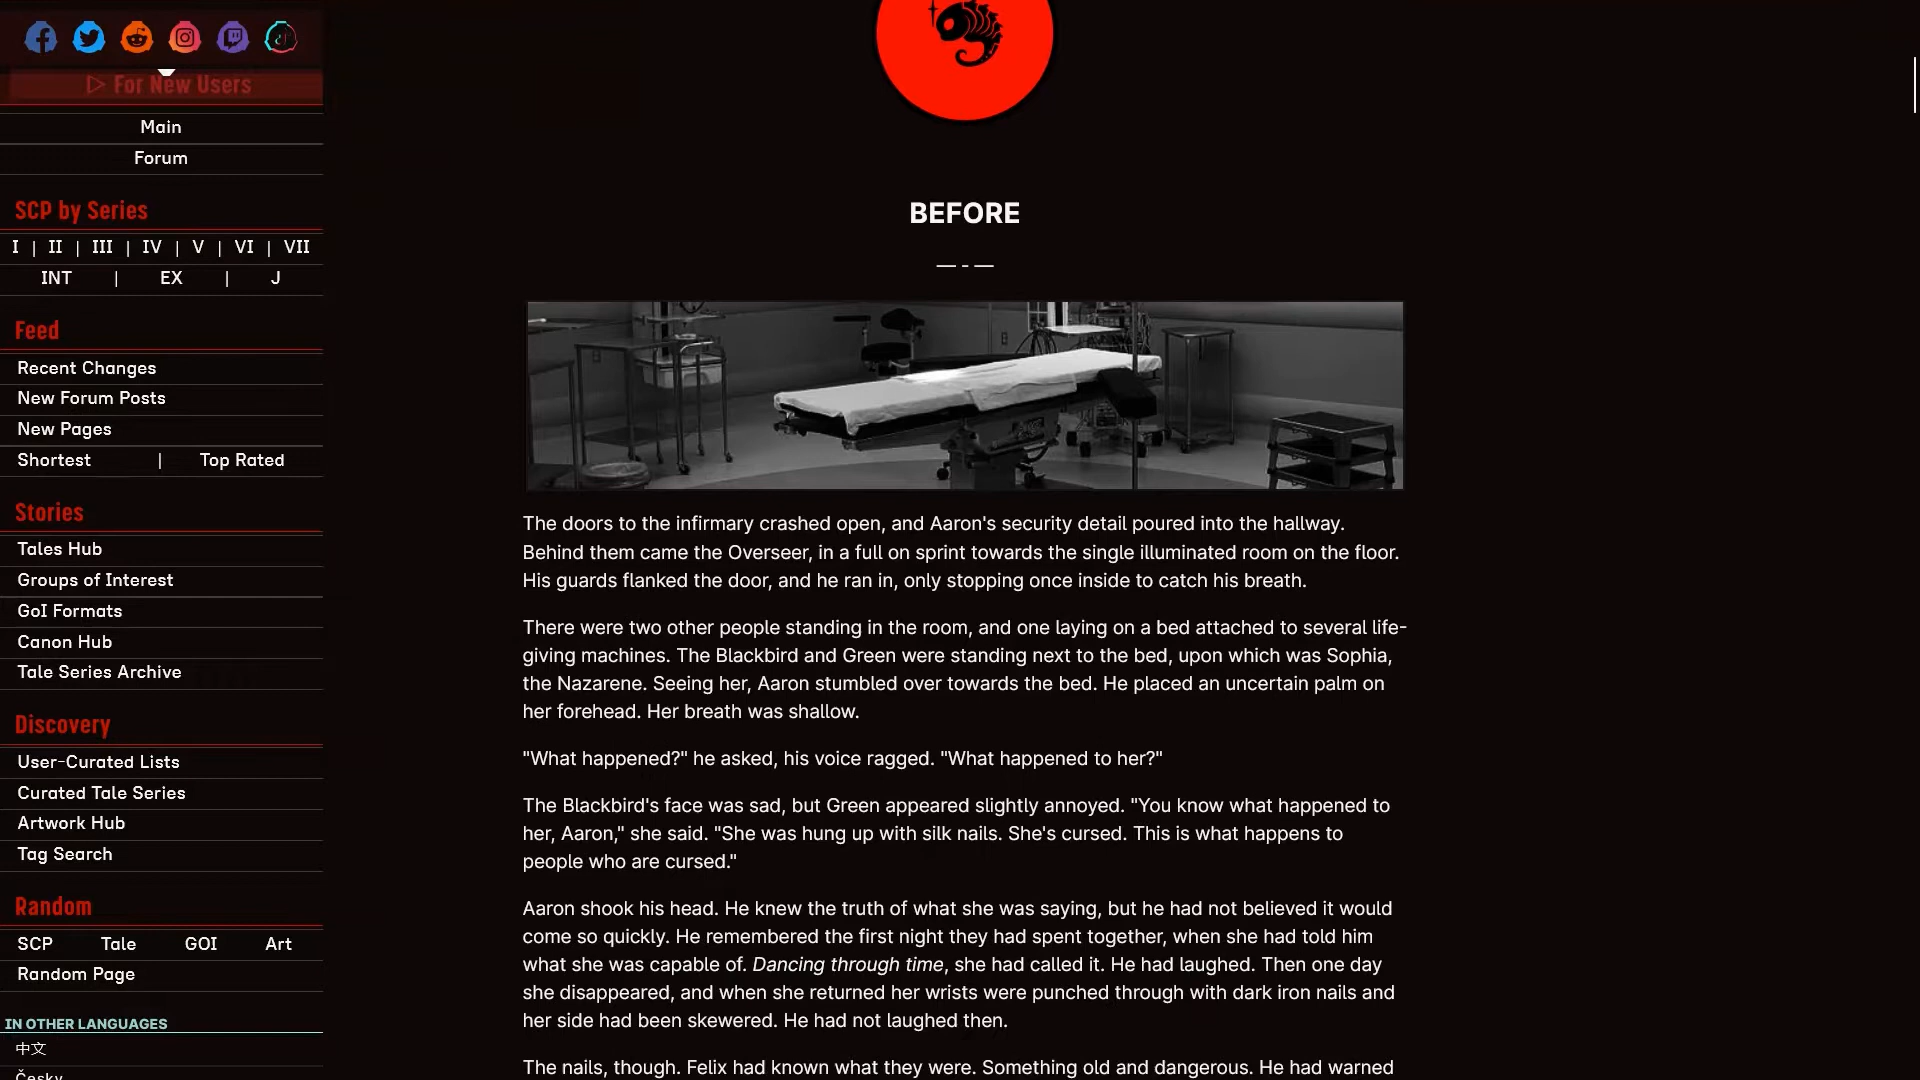 ▷ For New Users
Main
Forum
SCP by Series
I | II | III | IV | V | VI | VII
INT | EX | J
Feed
Recent Changes
New Forum Posts
New Pages
Shortest | Top Rated
Stories
Tales Hub
Groups of Interest
GoI Formats
Canon Hub
Tale Series Archive
Discovery
User-Curated Lists
Curated Tale Series
Artwork Hub
Tag Search
Random
SCP Tale GOI Art
Random Page
IN OTHER LANGUAGES
中文
Česky
BEFORE
— - —
The doors to the infirmary crashed open, and Aaron's security detail poured into the hallway.
Behind them came the Overseer, in a full on sprint towards the single illuminated room on the floor.
His guards flanked the door, and he ran in, only stopping once inside to catch his breath.
There were two other people standing in the room, and one laying on a bed attached to several life-
giving machines. The Blackbird and Green were standing next to the bed, upon which was Sophia,
the Nazarene. Seeing her, Aaron stumbled over towards the bed. He placed an uncertain palm on
her forehead. Her breath was shallow.
"What happened?" he asked, his voice ragged. "What happened to her?"
The Blackbird's face was sad, but Green appeared slightly annoyed. "You know what happened to
her, Aaron," she said. "She was hung up with silk nails. She's cursed. This is what happens to
people who are cursed."
Aaron shook his head. He knew the truth of what she was saying, but he had not believed it would
come so quickly. He remembered the first night they had spent together, when she had told him
what she was capable of. Dancing through time, she had called it. He had laughed. Then one day
she disappeared, and when she returned her wrists were punched through with dark iron nails and
her side had been skewered. He had not laughed then.
The nails, though. Felix had known what they were. Something old and dangerous. He had warned